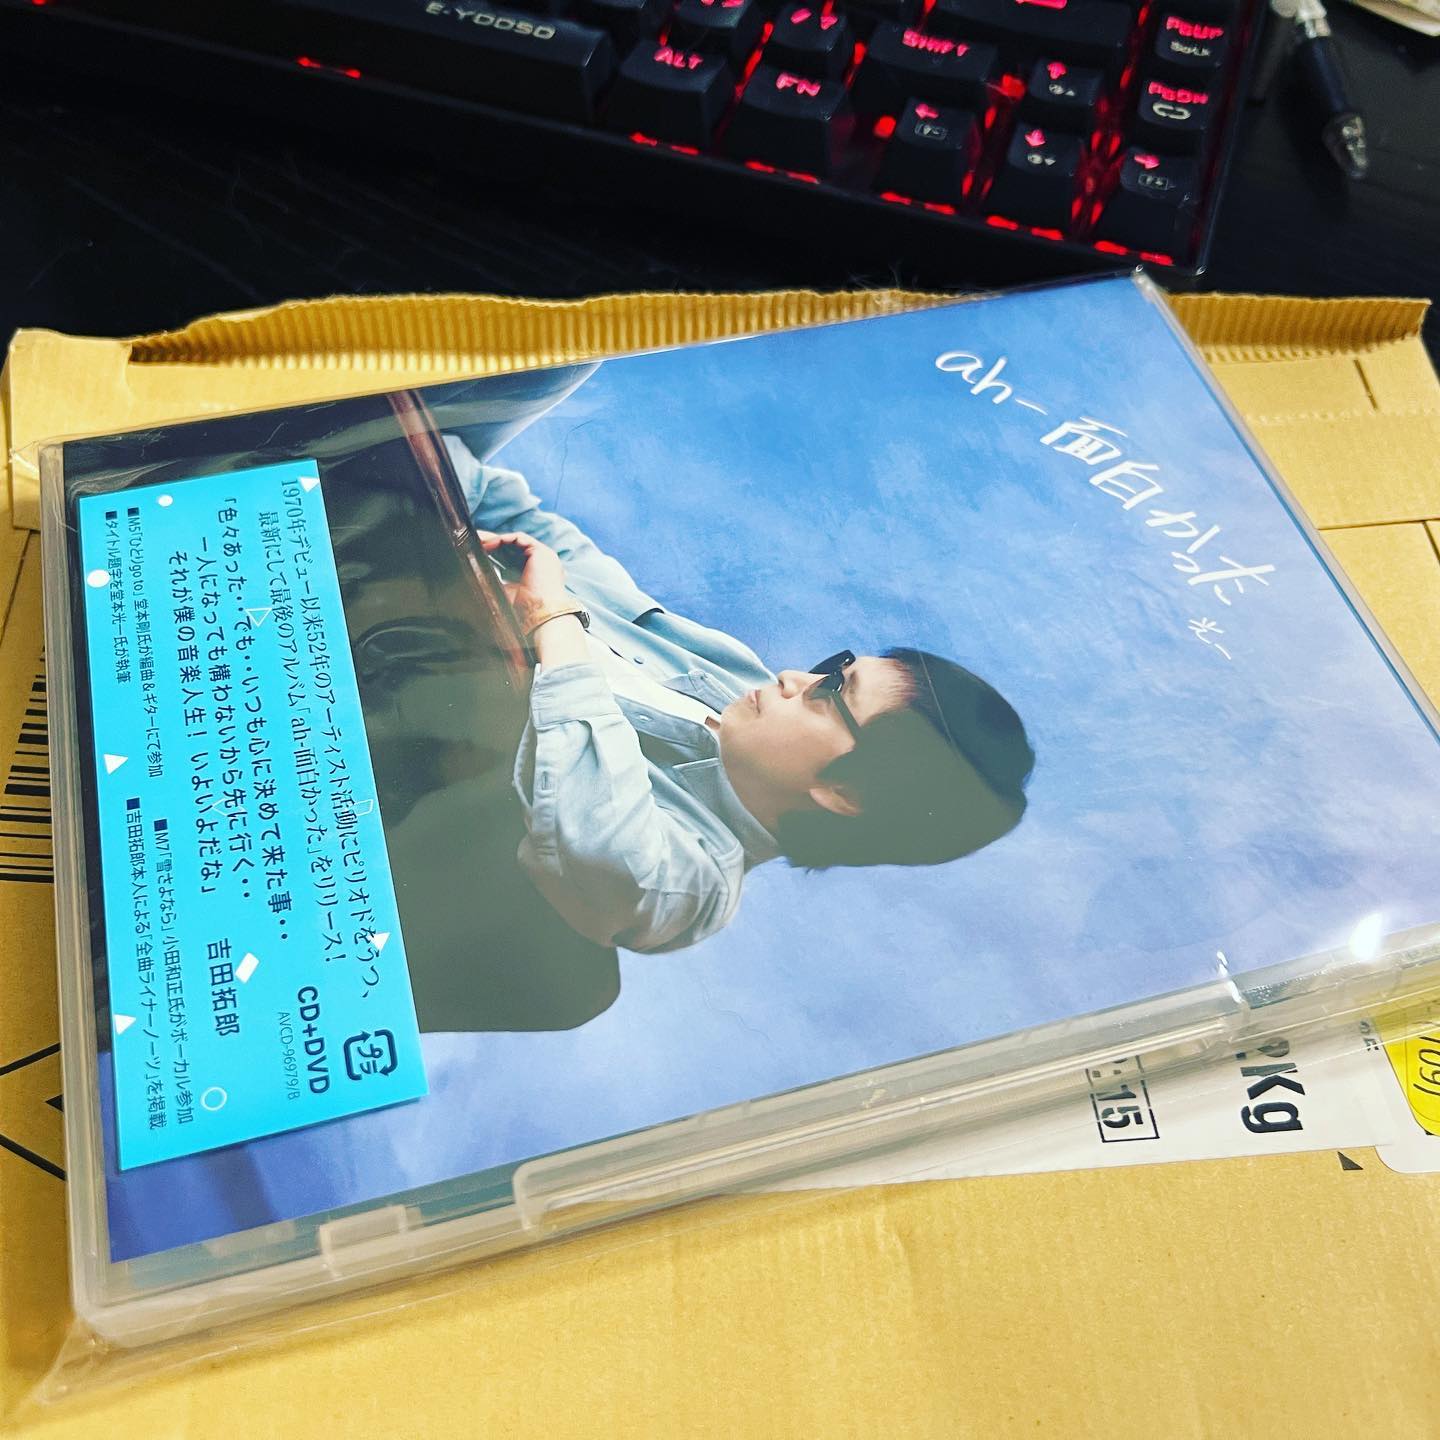 E-YOOSO
ALT
FN
SHIFT
PGUP
PGDN
ah-面白かった
光一
1970年デビュー以来52年のアーティスト活動にピリオドをうつ、
最新にして最後のアルバム「ah-面白かった」をリリース!
「色々あった・・でも・・いつも心に決めて来た事・・
一人になっても構わないから先に行く・・
それが僕の音楽人生!いよいよだな」
吉田拓郎
■M5「ひとりgo to」堂本剛氏が編曲&ギターにて参加
■M7「雪さよなら」小田和正氏がボーカル参加
■タイトル題字を堂本光一氏が執筆
■吉田拓郎本人による「全曲ライナーノーツ」を掲載
CD+DVD
AVCD-96979/B
プラ
Kg
:15
709)